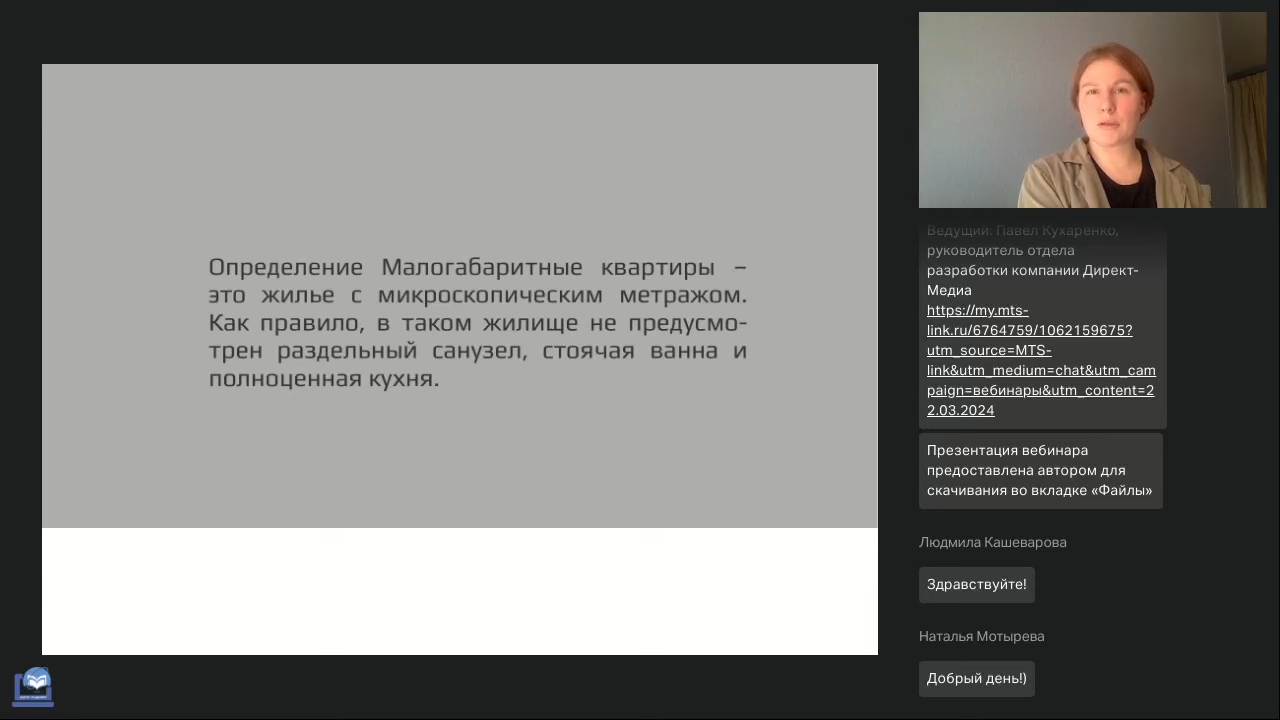 Определение Малогабаритные квартиры –
это жилье с микроскопическим метражом.
Как правило, в таком жилище не предусмо-
трен раздельный санузел, стоячая ванна и
полноценная кухня.
Ведущий: Павел Кухаренко,
руководитель отдела
разработки компании Директ-
Медиа
https://my.mts-
link.ru/6764759/1062159675?
utm_source=MTS-
link&utm_medium=chat&utm_cam
paign=вебинары&utm_content=2
2.03.2024
Презентация вебинара
предоставлена автором для
скачивания во вкладке «Файлы»
Людмила Кашеварова
Здравствуйте!
Наталья Мотырева
Добрый день!)